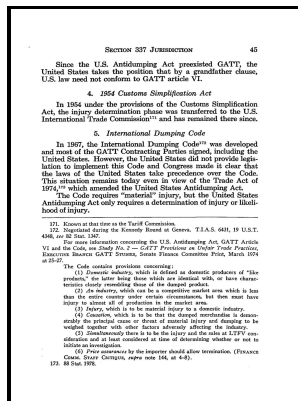 SECTION 337 JURISDICTION 45
Since the U.S. Antidumping Act preexisted GATT, the
United States takes the position that by a grandfather clause,
U.S. law need not conform to GATT article VI.
4. 1954 Customs Simplification Act
In 1954 under the provisions of the Customs Simplification
Act, the injury determination phase was transferred to the U.S.
International Trade Commission171 and has remained there since.
5. International Dumping Code
In 1967, the International Dumping Code172 was developed
and most of the GATT Contracting Parties signed, including the
United States. However, the United States did not provide legis-
lation to implement this Code and Congress made it clear that
the laws of the United States take precedence over the Code.
This situation remains today even in view of the Trade Act of
1974,173 which amended the United States Antidumping Act.
The Code requires "material" injury, but the United States
Antidumping Act only requires a determination of injury or likeli-
hood of injury.
171. Known at that time as the Tariff Commission.
172. Negotiated during the Kennedy Round at Geneva. T.I.A.S. 6431, 19 U.S.T.
4348, see 82 Stat. 1347.
For more information concerning the U.S. Antidumping Act, GATT Article
VI and the Code, see Study No. 2 — GATT Provisions on Unfair Trade Practices,
EXECUTIVE BRANCH GATT STUDIES, Senate Finance Committee Print, March 1974
at 25-27.
The Code contains provisions concerning:
(1) Domestic industry, which is defined as domestic producers of "like
products," the latter being those which are identical with, or have charac-
teristics closely resembling those of the dumped product.
(2) An industry, which can be a competitive market area which is less
than the entire country under certain circumstances, but then must have
injury to almost all of production in the market area.
(3) Injury, which is to be material injury to a domestic industry.
(4) Causation, which is to be that the dumped merchandise is demon-
strably the principal cause or threat of material injury and dumping to be
weighed together with other factors adversely affecting the industry.
(5) Simultaneously there is to be the injury and the sales at LTFV con-
sideration and at least considered at time of determining whether or not to
initiate an investigation.
(6) Price assurances by the importer should allow termination. (FINANCE
COMM. STAFF CRITIQUE, supra note 144, at 4-8).
173. 88 Stat. 1978.